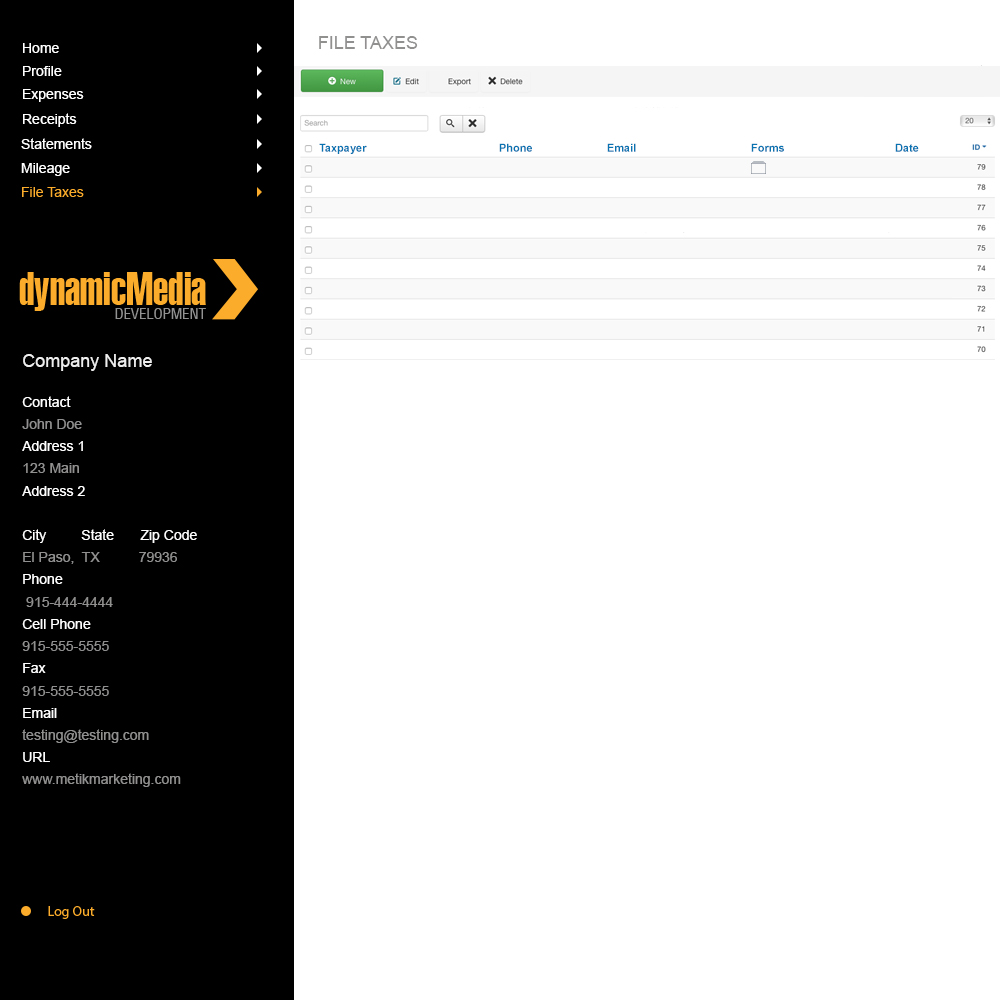 Home
Profile
Expenses
Receipts
Statements
Mileage
File Taxes
dynamicMedia
DEVELOPMENT
Company Name
Contact
John Doe
Address 1
123 Main
Address 2
City State Zip Code
El Paso, TX 79936
Phone
915-444-4444
Cell Phone
915-555-5555
Fax
915-555-5555
Email
testing@testing.com
URL
www.metikmarketing.com
Log Out
FILE TAXES
New Edit Export Delete
Search 20
Taxpayer Phone Email Forms Date ID
79
78
77
76
75
74
73
72
71
70